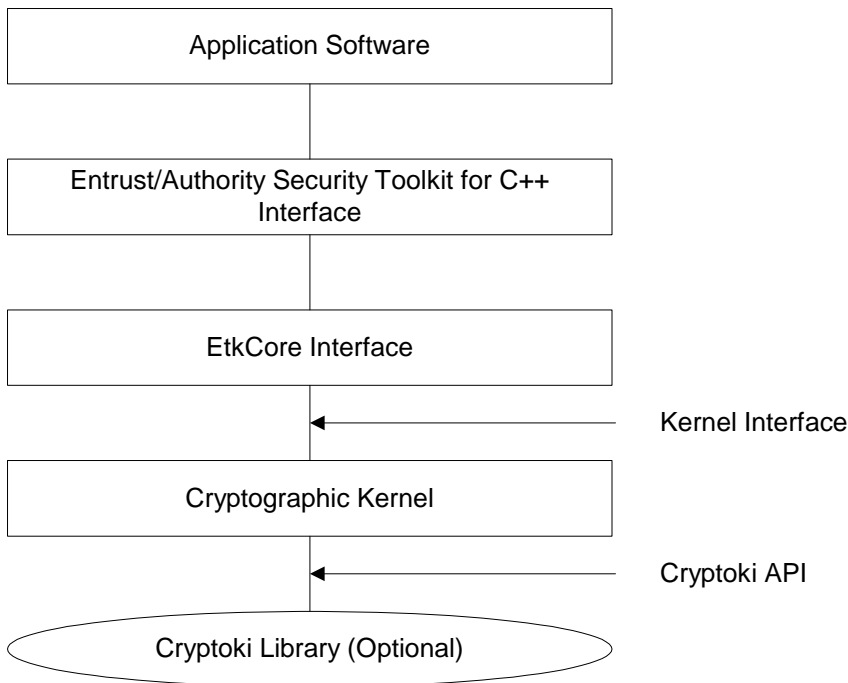 Application Software
Entrust/Authority Security Toolkit for C++
Interface
EtkCore Interface
Kernel Interface
Cryptographic Kernel
Cryptoki API
Cryptoki Library (Optional)